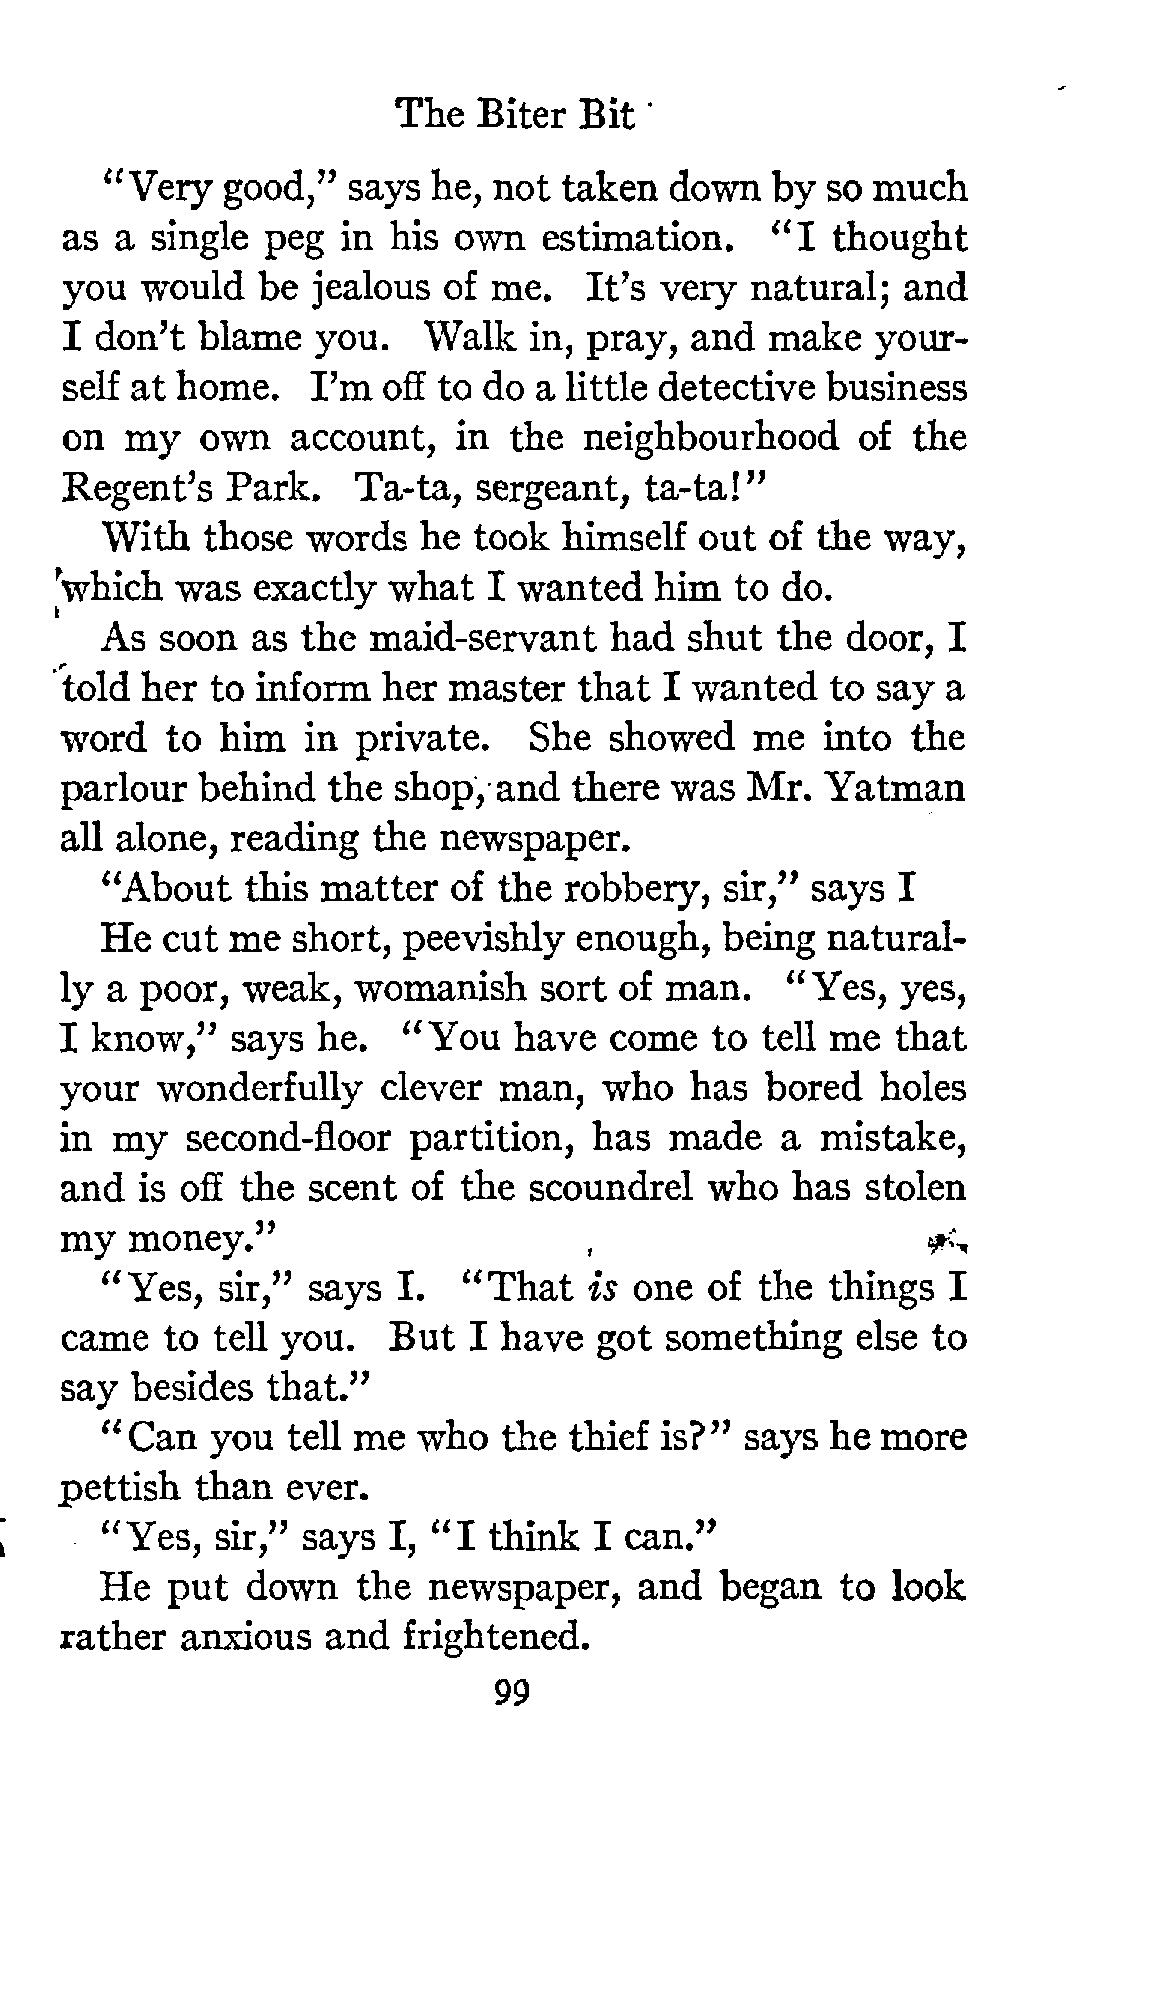 The Biter Bit
"Very good," says he, not taken down by so much
as a single peg in his own estimation. "I thought
you would be jealous of me. It's very natural; and
I don't blame you. Walk in, pray, and make your-
self at home. I'm off to do a little detective business
on my own account, in the neighbourhood of the
Regent's Park. Ta-ta, sergeant, ta-ta!"
With those words he took himself out of the way,
which was exactly what I wanted him to do.
As soon as the maid-servant had shut the door, I
told her to inform her master that I wanted to say a
word to him in private. She showed me into the
parlour behind the shop, and there was Mr. Yatman
all alone, reading the newspaper.
"About this matter of the robbery, sir," says I
He cut me short, peevishly enough, being natural-
ly a poor, weak, womanish sort of man. "Yes, yes,
I know," says he. "You have come to tell me that
your wonderfully clever man, who has bored holes
in my second-floor partition, has made a mistake,
and is off the scent of the scoundrel who has stolen
my money."
"Yes, sir," says I. "That is one of the things I
came to tell you. But I have got something else to
say besides that."
"Can you tell me who the thief is?" says he more
pettish than ever.
"Yes, sir," says I, "I think I can."
He put down the newspaper, and began to look
rather anxious and frightened.
99